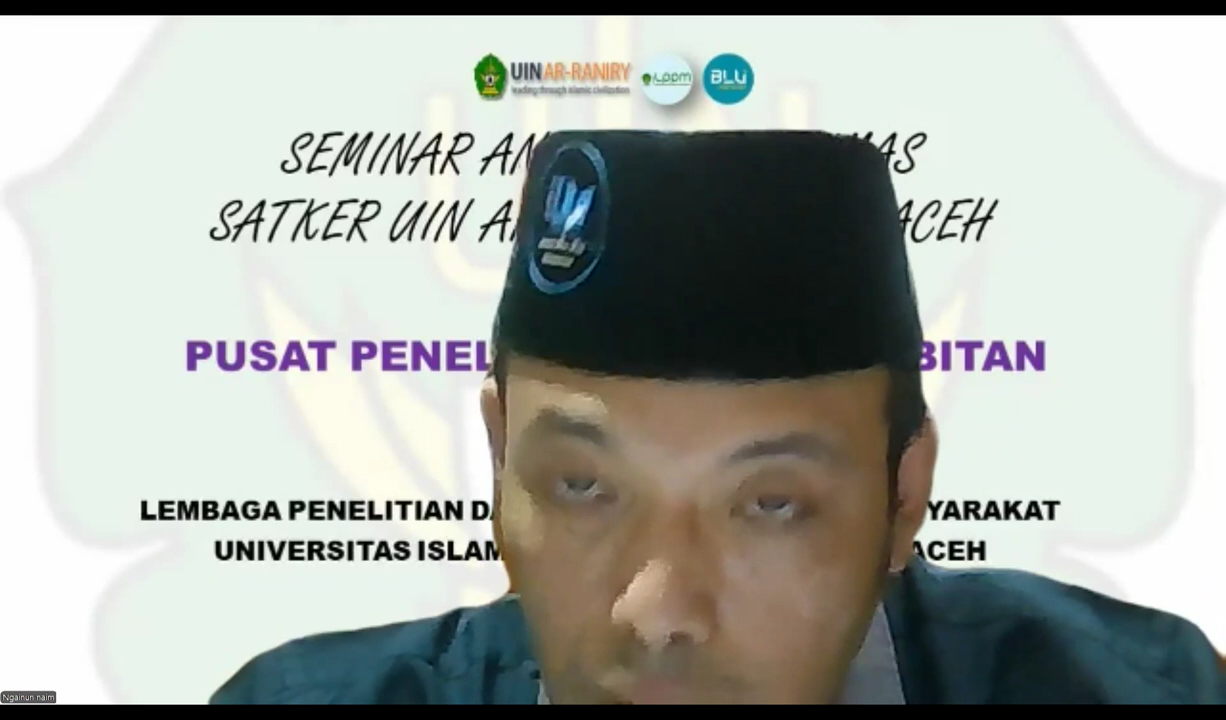 UIN AR-RANIRY
leading through islamic civilization
LPPM
BLU
SEMINAR AN AS
SATKER UIN A ACEH
PUSAT PENEL BITAN
LEMBAGA PENELITIAN DA YARAKAT
UNIVERSITAS ISLAM ACEH
Ngainun naim